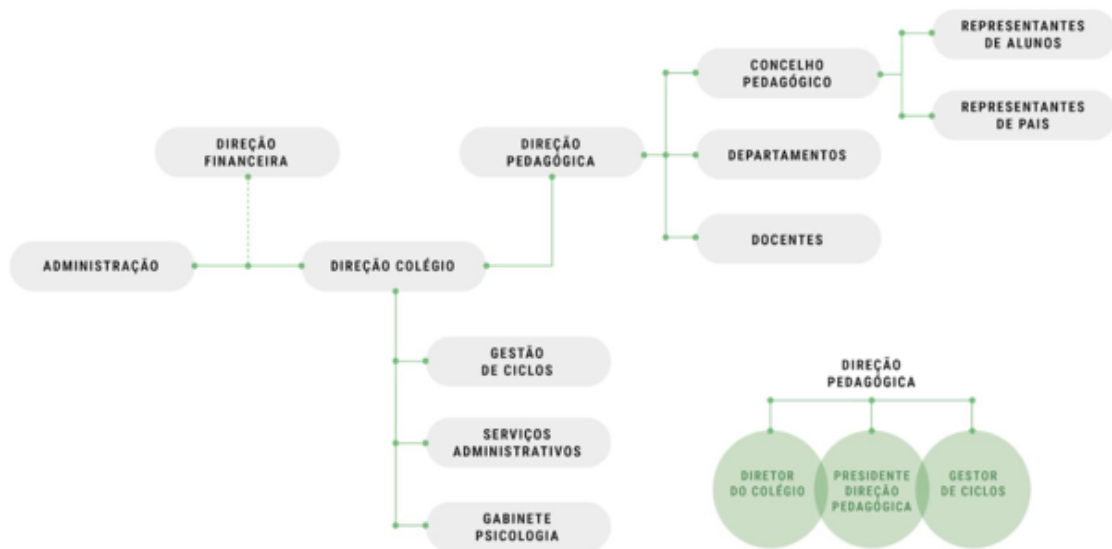 REPRESENTANTES
DE ALUNOS
CONCELHO
PEDAGÓGICO
REPRESENTANTES
DE PAIS
DIREÇÃO
FINANCEIRA
DIREÇÃO
PEDAGÓGICA
DEPARTAMENTOS
DOCENTES
ADMINISTRAÇÃO
DIREÇÃO COLÉGIO
GESTÃO
DE CICLOS
SERVIÇOS
ADMINISTRATIVOS
GABINETE
PSICOLOGIA
DIREÇÃO
PEDAGÓGICA
DIRETOR
DO COLÉGIO
PRESIDENTE
DIREÇÃO
PEDAGÓGICA
GESTOR
DE CICLOS